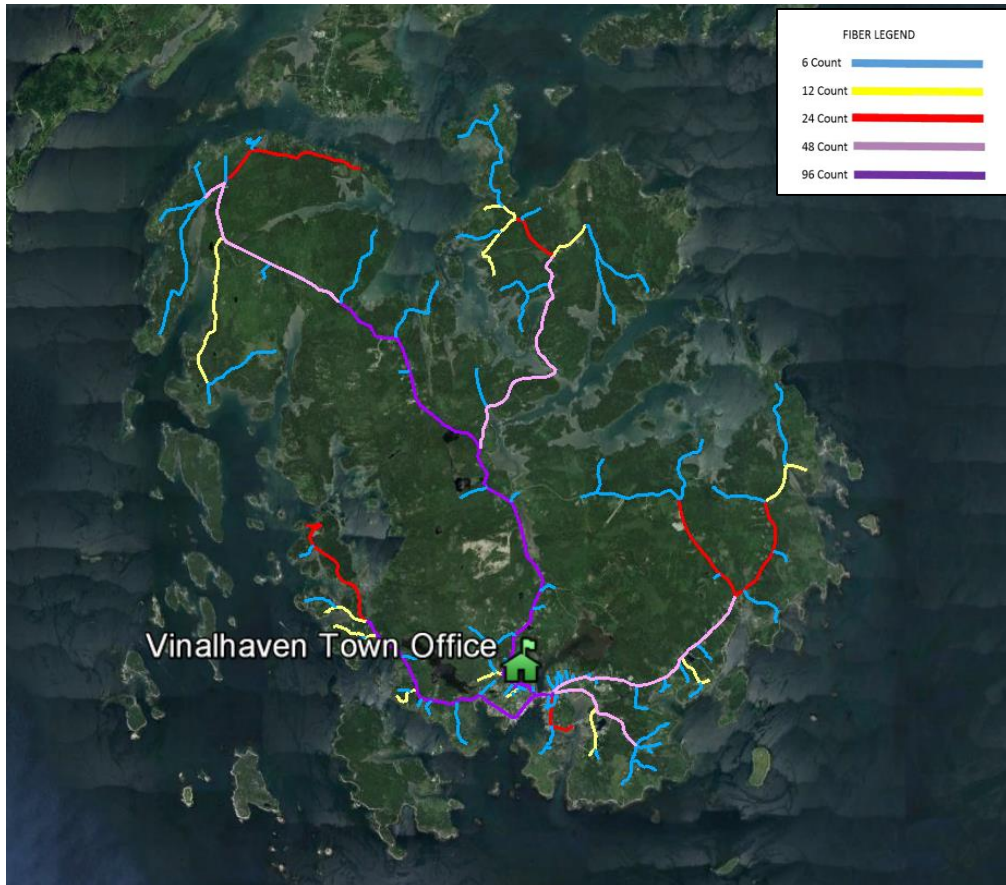 FIBER LEGEND
6 Count
12 Count
24 Count
48 Count
96 Count
Vinalhaven Town Office